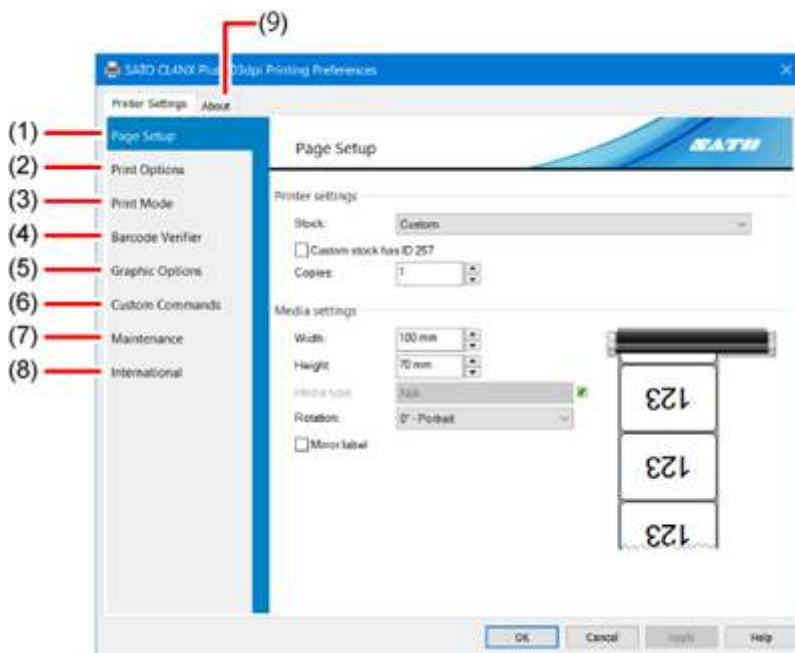 (9)
SATO CL4NX Plus 203dpi Printing Preferences
Printer Settings About
(1) Page Setup
(2) Print Options
(3) Print Mode
(4) Barcode Verifier
(5) Graphic Options
(6) Custom Commands
(7) Maintenance
(8) International
Page Setup
SATO
Printer settings
Stock: Custom
Custom stock has ID 257
Copies: 1
Media settings
Width: 100 mm
Height: 70 mm
Media type: N/A
Rotation: 0° - Portrait
Mirror label
123
123
123
OK Cancel Apply Help